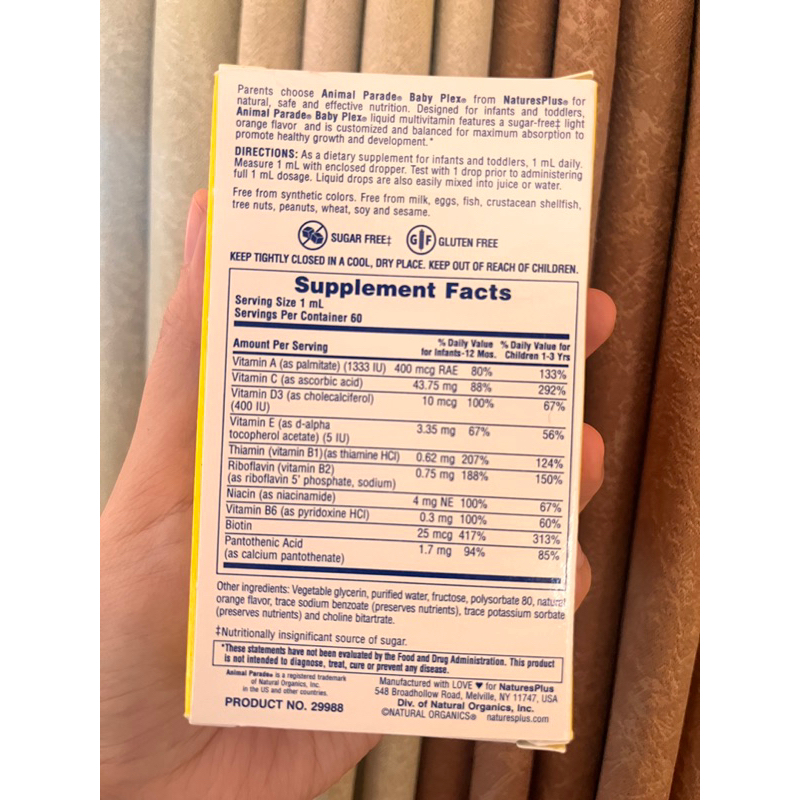 Parents choose Animal Parade® Baby Plex® from NaturesPlus® for
natural, safe and effective nutrition. Designed for infants and toddlers,
Animal Parade® Baby Plex® liquid multivitamin features a sugar-free‡ light
orange flavor and is customized and balanced for maximum absorption to
promote healthy growth and development.*
DIRECTIONS: As a dietary supplement for infants and toddlers, 1 mL daily.
Measure 1 mL with enclosed dropper. Test with 1 drop prior to administering
full 1 mL dosage. Liquid drops are also easily mixed into juice or water.
Free from synthetic colors. Free from milk, eggs, fish, crustacean shellfish,
tree nuts, peanuts, wheat, soy and sesame.
SUGAR FREE‡ GF GLUTEN FREE
KEEP TIGHTLY CLOSED IN A COOL, DRY PLACE. KEEP OUT OF REACH OF CHILDREN.
Supplement Facts
Serving Size 1 mL
Servings Per Container 60
Amount Per Serving % Daily Value for Infants-12 Mos. % Daily Value for Children 1-3 Yrs
Vitamin A (as palmitate) (1333 IU) 400 mcg RAE 80% 133%
Vitamin C (as ascorbic acid) 43.75 mg 88% 292%
Vitamin D3 (as cholecalciferol) 10 mcg 100% 67%
(400 IU)
Vitamin E (as d-alpha
tocopherol acetate) (5 IU) 3.35 mg 67% 56%
Thiamin (vitamin B1)(as thiamine HCl) 0.62 mg 207% 124%
Riboflavin (vitamin B2) 0.75 mg 188% 150%
(as riboflavin 5' phosphate, sodium)
Niacin (as niacinamide) 4 mg NE 100% 67%
Vitamin B6 (as pyridoxine HCl) 0.3 mg 100% 60%
Biotin 25 mcg 417% 313%
Pantothenic Acid 1.7 mg 94% 85%
(as calcium pantothenate)
Other ingredients: Vegetable glycerin, purified water, fructose, polysorbate 80, natural
orange flavor, trace sodium benzoate (preserves nutrients), trace potassium sorbate
(preserves nutrients) and choline bitartrate.
‡Nutritionally insignificant source of sugar.
*These statements have not been evaluated by the Food and Drug Administration. This product
is not intended to diagnose, treat, cure or prevent any disease.
Animal Parade® is a registered trademark
of Natural Organics, Inc.
in the US and other countries.
PRODUCT NO. 29988
Manufactured with LOVE ♥ for NaturesPlus
548 Broadhollow Road, Melville, NY 11747, USA
Div. of Natural Organics, Inc.
©NATURAL ORGANICS® naturesplus.com